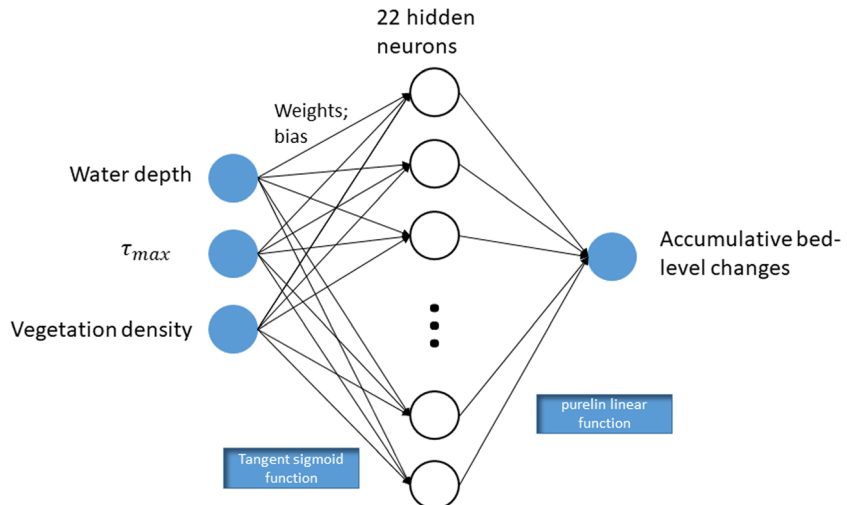 22 hidden
neurons
Weights;
bias
Water depth
τₘₐₓ
Vegetation density
Accumulative bed-
level changes
purelin linear
function
Tangent sigmoid
function